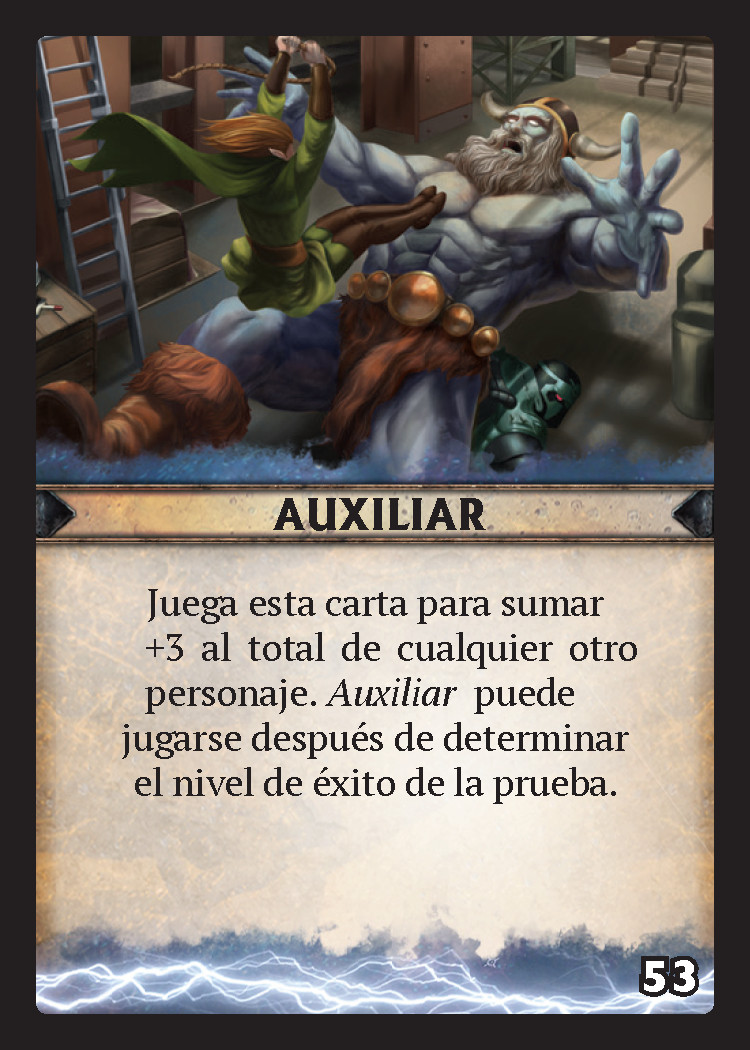 AUXILIAR
Juega esta carta para sumar
+3 al total de cualquier otro
personaje. Auxiliar puede
jugarse después de determinar
el nivel de éxito de la prueba.
53